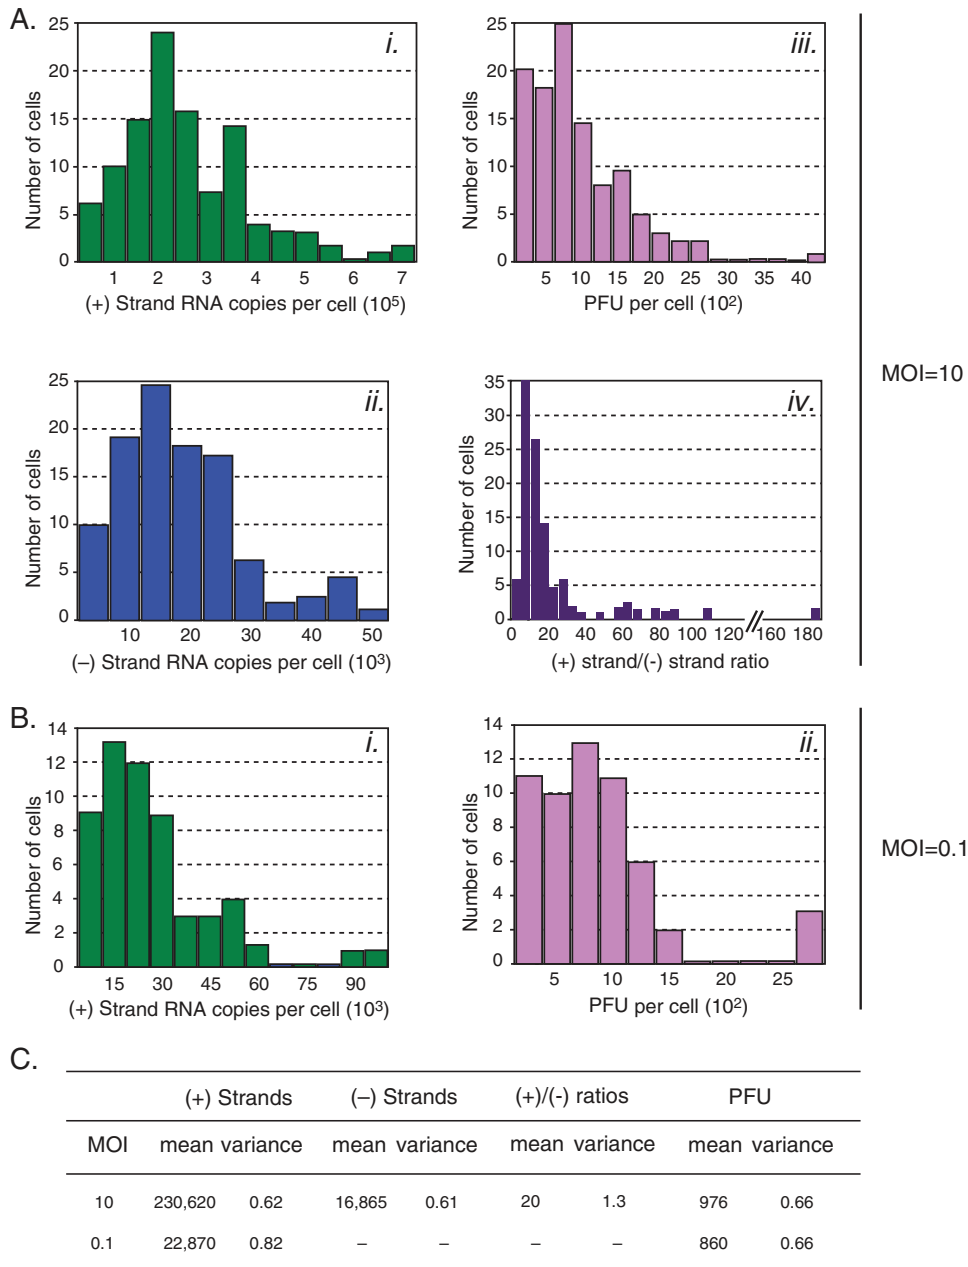 A.
i.
25
20
15
10
5
0
Number of cells
1 2 3 4 5 6 7
(+) Strand RNA copies per cell (10⁵)
iii.
25
20
15
10
5
0
Number of cells
5 10 15 20 30 35 40
PFU per cell (10²)
MOI=10
ii.
25
20
15
10
5
0
Number of cells
10 20 30 40 50
(–) Strand RNA copies per cell (10³)
iv.
35
30
25
20
15
10
5
0
Number of cells
0 20 40 60 80 100 120 160 180
(+) strand/(-) strand ratio
B.
i.
14
12
10
8
6
4
2
0
Number of cells
15 30 45 60 75 90
(+) Strand RNA copies per cell (10³)
ii.
14
12
10
8
6
4
2
0
Number of cells
5 10 15 20 25
PFU per cell (10²)
MOI=0.1
C.
(+) Strands (–) Strands (+)/(-) ratios PFU
MOI mean variance mean variance mean variance mean variance
10 230,620 0.62 16,865 0.61 20 1.3 976 0.66
0.1 22,870 0.82 – – – – 860 0.66